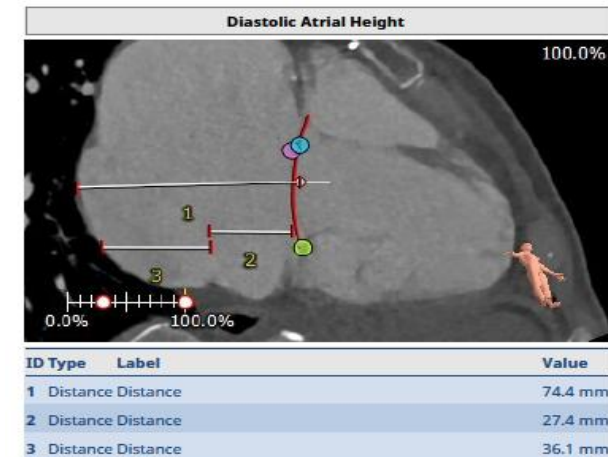 Diastolic Atrial Height
100.0%
1
2
3
0.0% 100.0%
ID Type Label Value
1 Distance Distance 74.4 mm
2 Distance Distance 27.4 mm
3 Distance Distance 36.1 mm